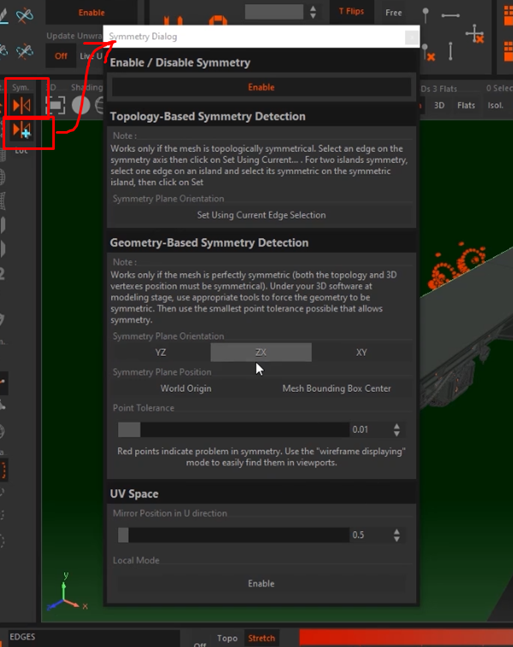 Enable
T Flips
Free
Update Unwra
Off
Live U
Symmetry Dialog
Sym.
D
Shading
Ds 3 Flats
0 Selec
3D
Flats
Isol.
Loc
Enable / Disable Symmetry
Enable
Topology-Based Symmetry Detection
Note :
Works only if the mesh is topologically symmetrical. Select an edge on the
symmetry axis then click on Set Using Current... . For two islands symmetry,
select one edge on an island and select its symmetric on the symmetric
island, then click on Set
Symmetry Plane Orientation
Set Using Current Edge Selection
Geometry-Based Symmetry Detection
Note :
Works only if the mesh is perfectly symmetric (both the topology and 3D
vertexes position must be symmetrical). Under your 3D software at
modeling stage, use appropriate tools to force the geometry to be
symmetric. Then use the smallest point tolerance possible that allows
symmetry.
Symmetry Plane Orientation
YZ
ZX
XY
Symmetry Plane Position
World Origin
Mesh Bounding Box Center
Point Tolerance
0.01
Red points indicate problem in symmetry. Use the "wireframe displaying"
mode to easily find them in viewports.
UV Space
Mirror Position in U direction
0.5
Local Mode
Enable
y
x
z
EDGES
Off
Topo
Stretch